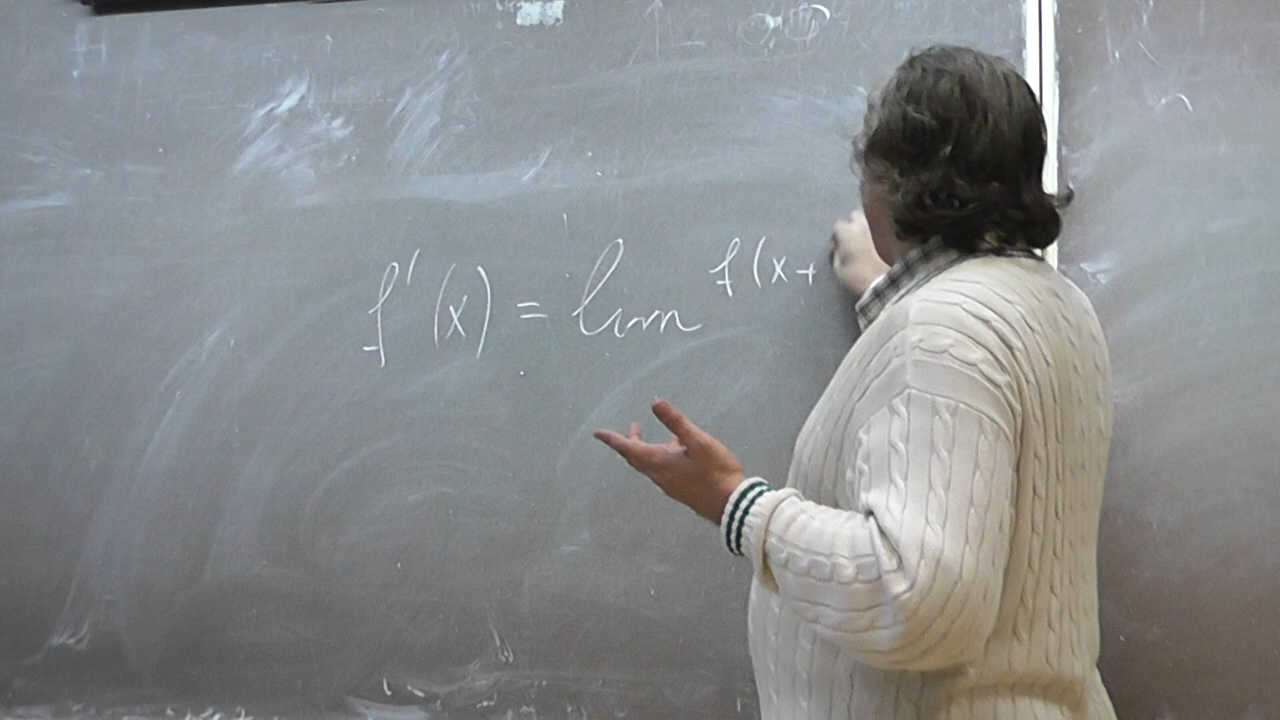 f'(x) = lim f(x+